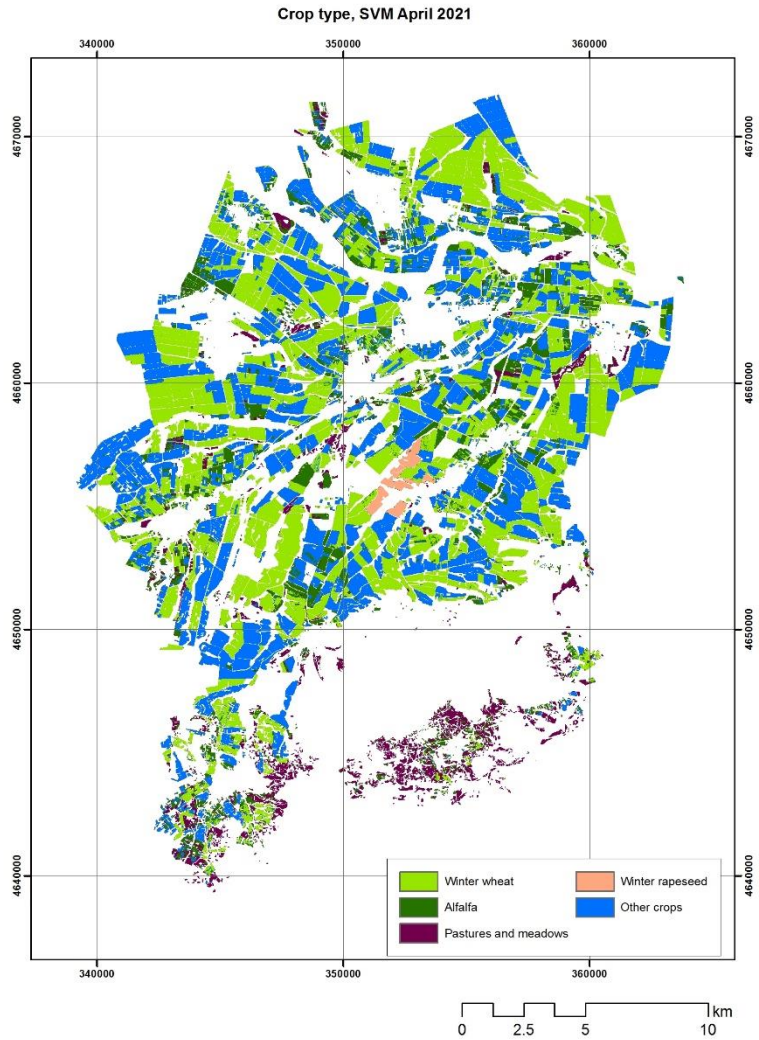 Crop type, SVM April 2021
340000 350000 360000
4670000 4670000
4660000 4660000
4650000 4650000
4640000 4640000
Winter wheat Winter rapeseed
Alfalfa Other crops
Pastures and meadows
340000 350000 360000
km
0 2.5 5 10